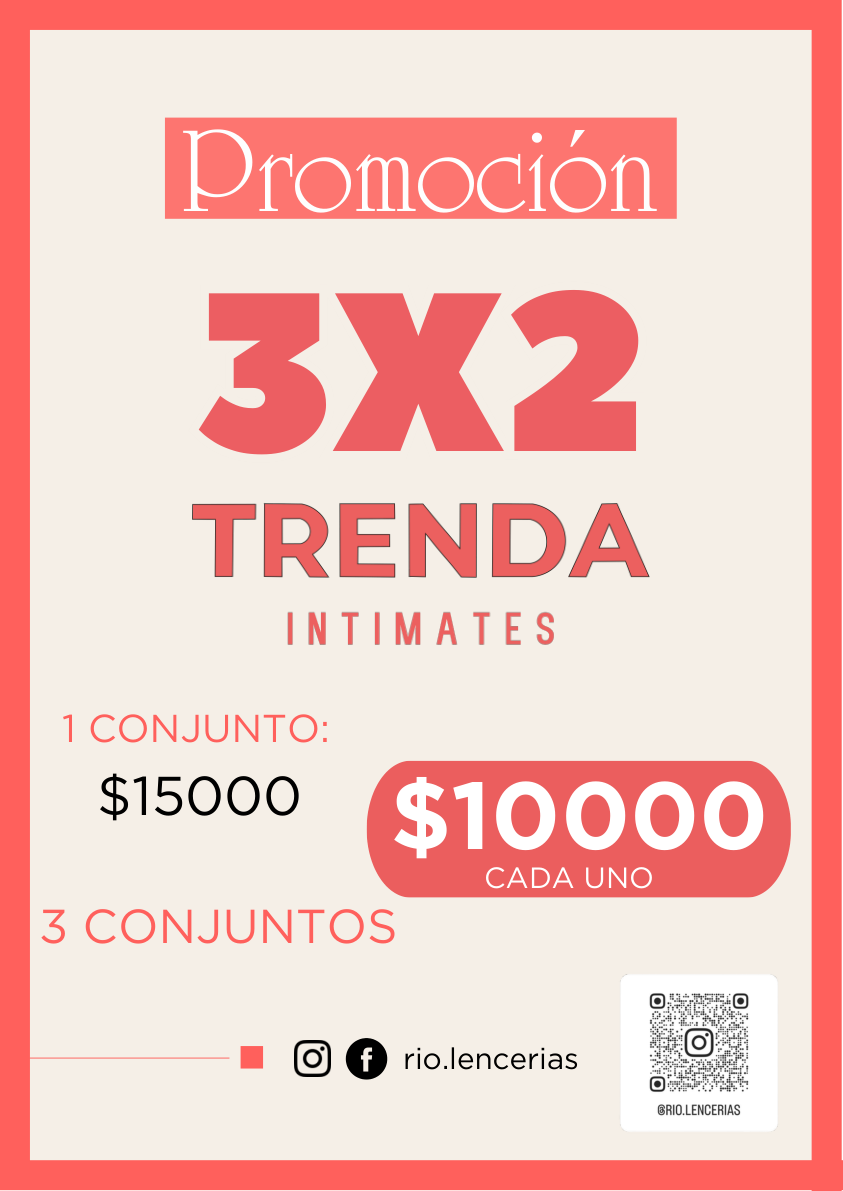 Promoción
3X2
TRENDA
INTIMATES
1 CONJUNTO:
$15000
$10000
CADA UNO
3 CONJUNTOS
rio.lencerias
@RIO.LENCERIAS